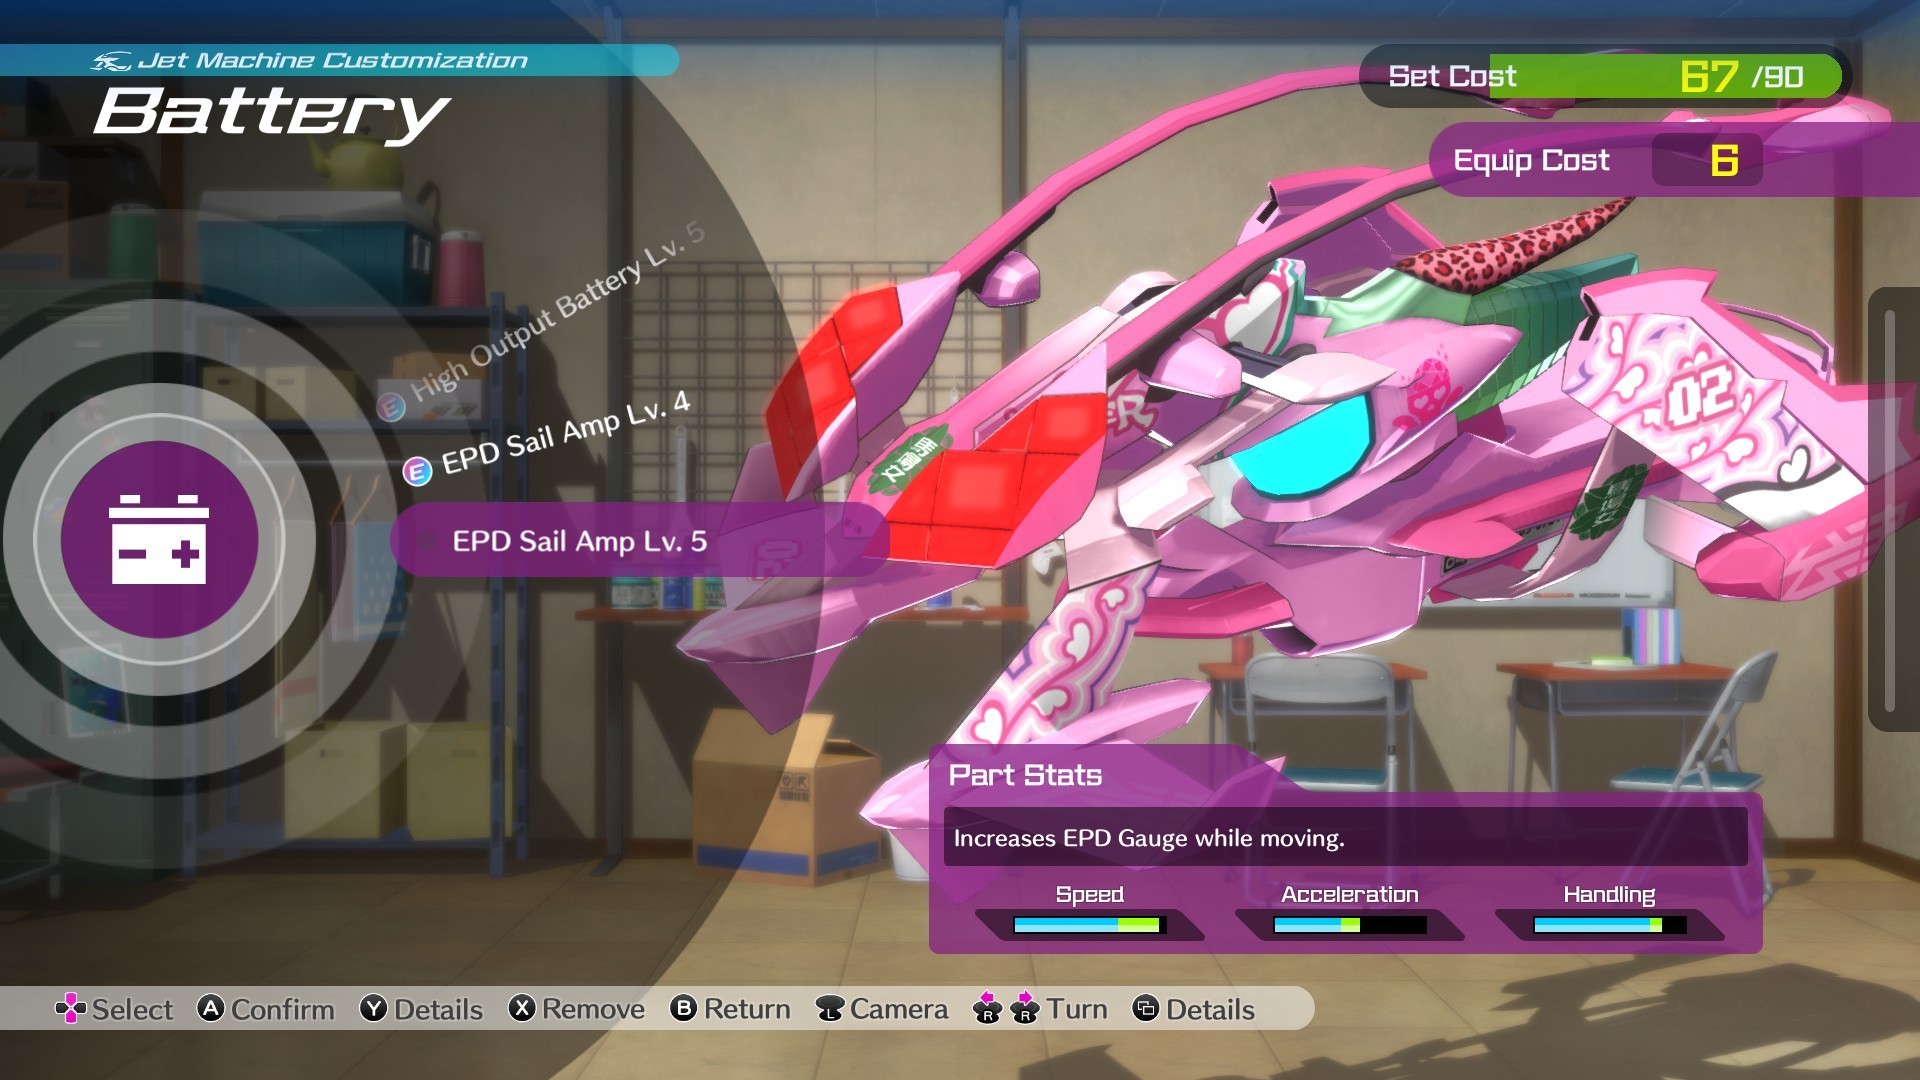 Jet Machine Customization
Battery
Set Cost 67 /90
Equip Cost 6
E High Output Battery Lv. 5
E EPD Sail Amp Lv. 4
EPD Sail Amp Lv. 5
02
Part Stats
Increases EPD Gauge while moving.
Speed Acceleration Handling
Select A Confirm Y Details X Remove B Return L Camera R R Turn Details